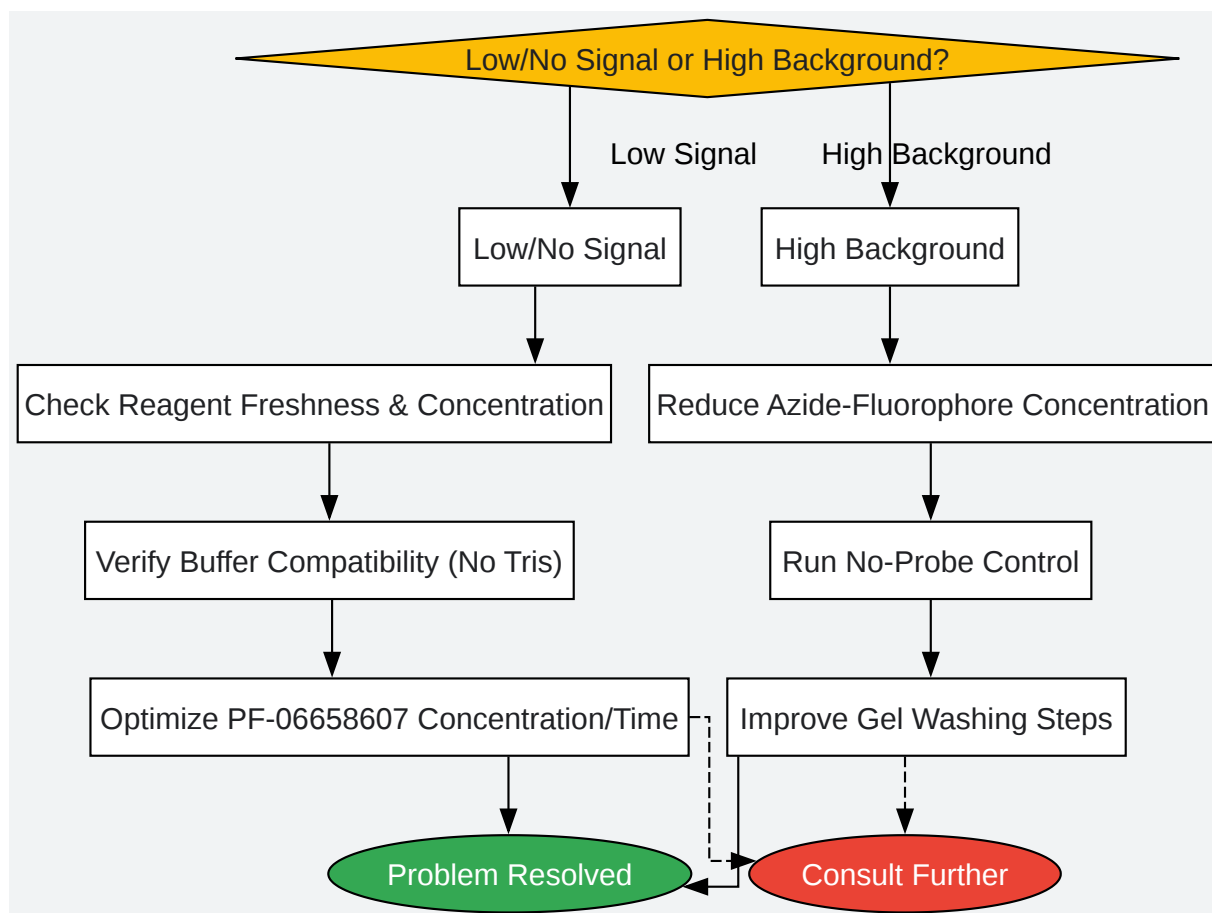 Low/No Signal or High Background?
Low Signal
High Background
Low/No Signal
High Background
Check Reagent Freshness & Concentration
Reduce Azide-Fluorophore Concentration
Verify Buffer Compatibility (No Tris)
Run No-Probe Control
Optimize PF-06658607 Concentration/Time
Improve Gel Washing Steps
Problem Resolved
Consult Further